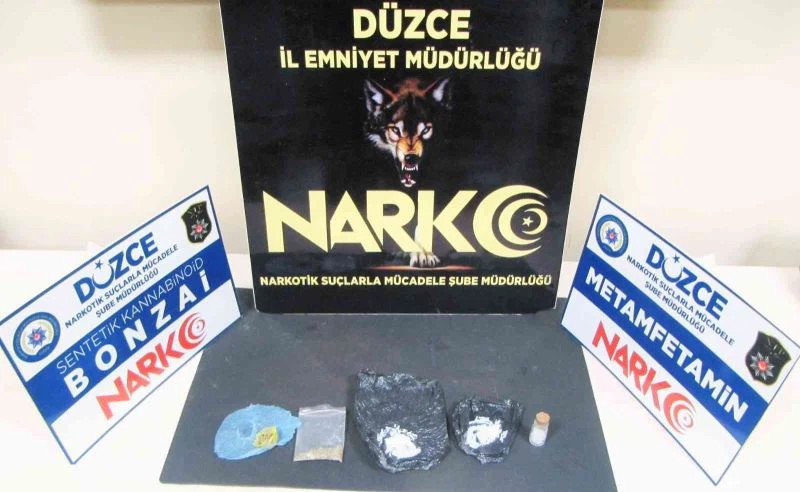 DÜZCE
İL EMNİYET MÜDÜRLÜĞÜ
NARKO
NARKOTİK SUÇLARLA MÜCADELE ŞUBE MÜDÜRLÜĞÜ
DÜZCE
NARKOTİK SUÇLARLA MÜCADELE
ŞUBE MÜDÜRLÜĞÜ
SENTETİK KANNABİNOİD
BONZAİ
NARKO
DÜZCE
NARKOTİK SUÇLARLA MÜCADELE
ŞUBE MÜDÜRLÜĞÜ
METAMFETAMİN
NARKO